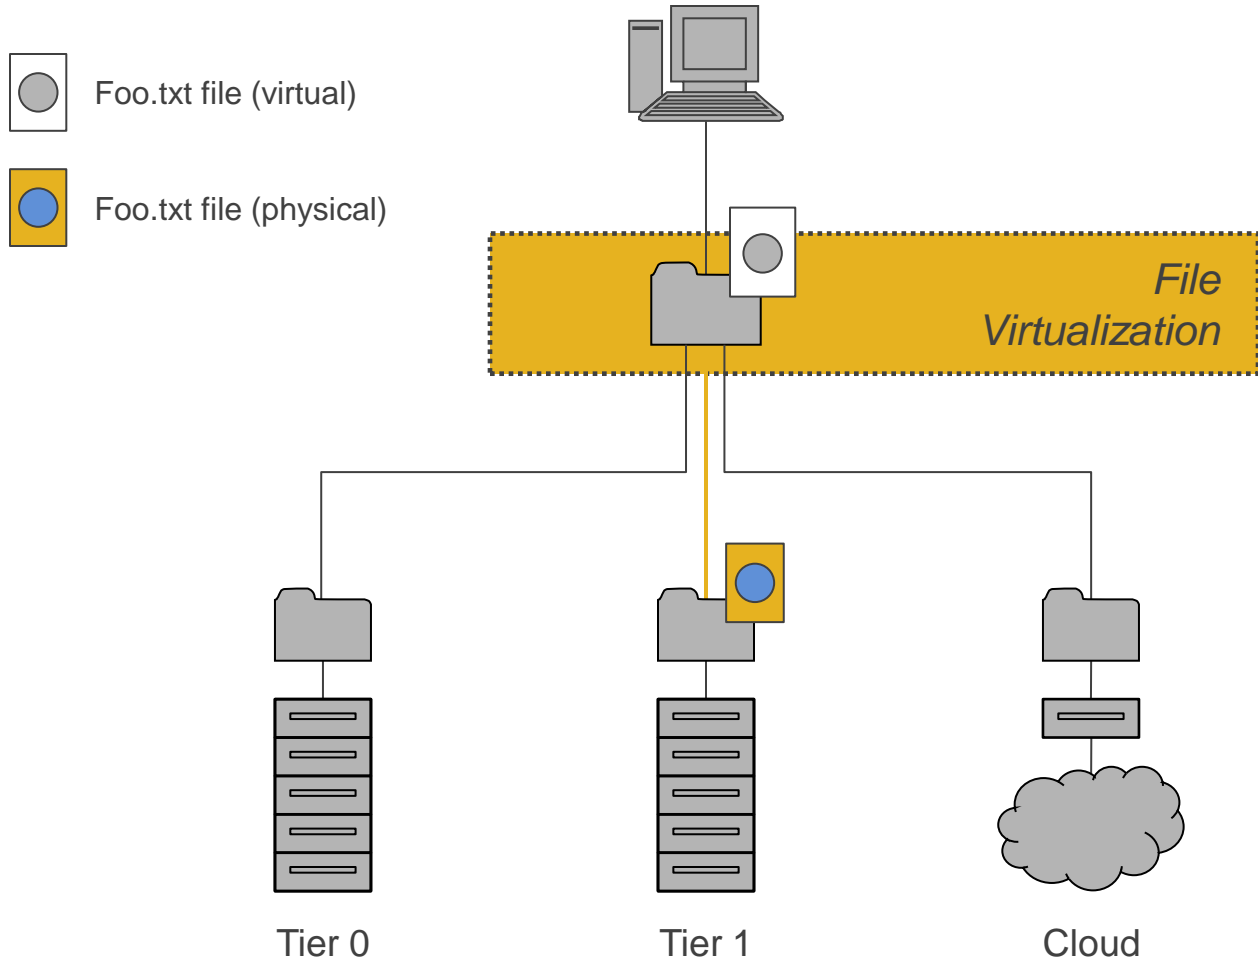 Foo.txt file (virtual)
Foo.txt file (physical)
File
Virtualization
Tier 0
Tier 1
Cloud